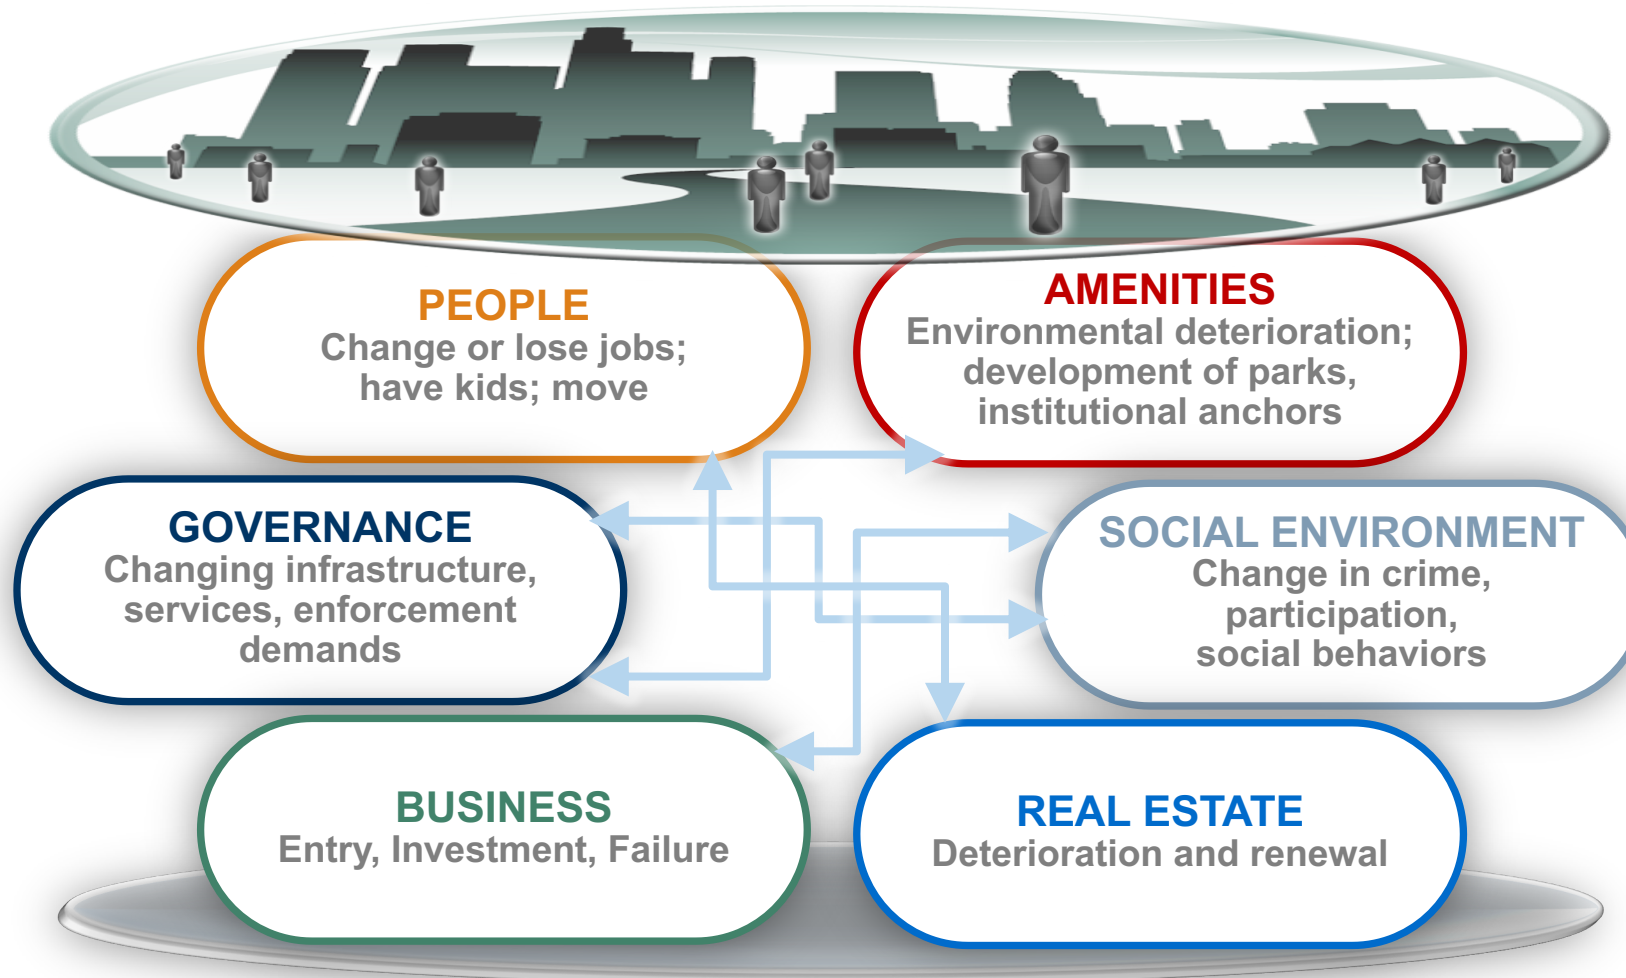 PEOPLE
Change or lose jobs;
have kids; move
AMENITIES
Environmental deterioration;
development of parks,
institutional anchors
GOVERNANCE
Changing infrastructure,
services, enforcement
demands
SOCIAL ENVIRONMENT
Change in crime,
participation,
social behaviors
BUSINESS
Entry, Investment, Failure
REAL ESTATE
Deterioration and renewal